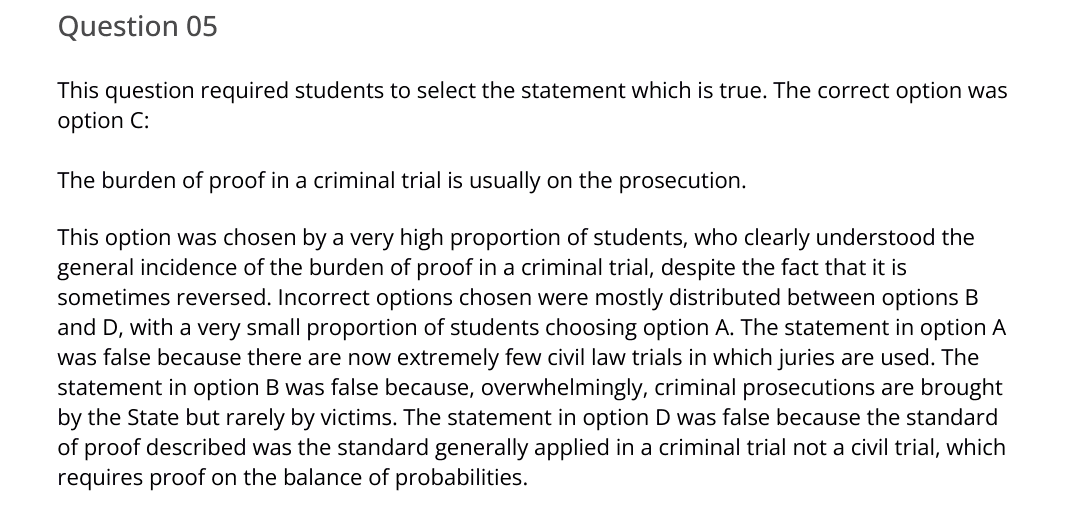 Question 05
This question required students to select the statement which is true. The correct option was
option C:
The burden of proof in a criminal trial is usually on the prosecution.
This option was chosen by a very high proportion of students, who clearly understood the
general incidence of the burden of proof in a criminal trial, despite the fact that it is
sometimes reversed. Incorrect options chosen were mostly distributed between options B
and D, with a very small proportion of students choosing option A. The statement in option A
was false because there are now extremely few civil law trials in which juries are used. The
statement in option B was false because, overwhelmingly, criminal prosecutions are brought
by the State but rarely by victims. The statement in option D was false because the standard
of proof described was the standard generally applied in a criminal trial not a civil trial, which
requires proof on the balance of probabilities.